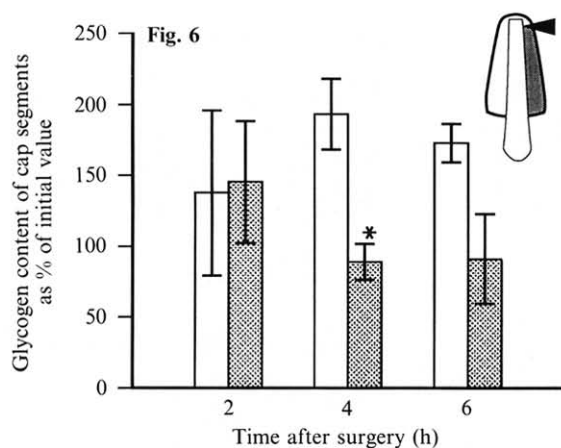 Fig. 6
Glycogen content of cap segments
as % of initial value
250
200
150
100
50
0
*
2
4
6
Time after surgery (h)